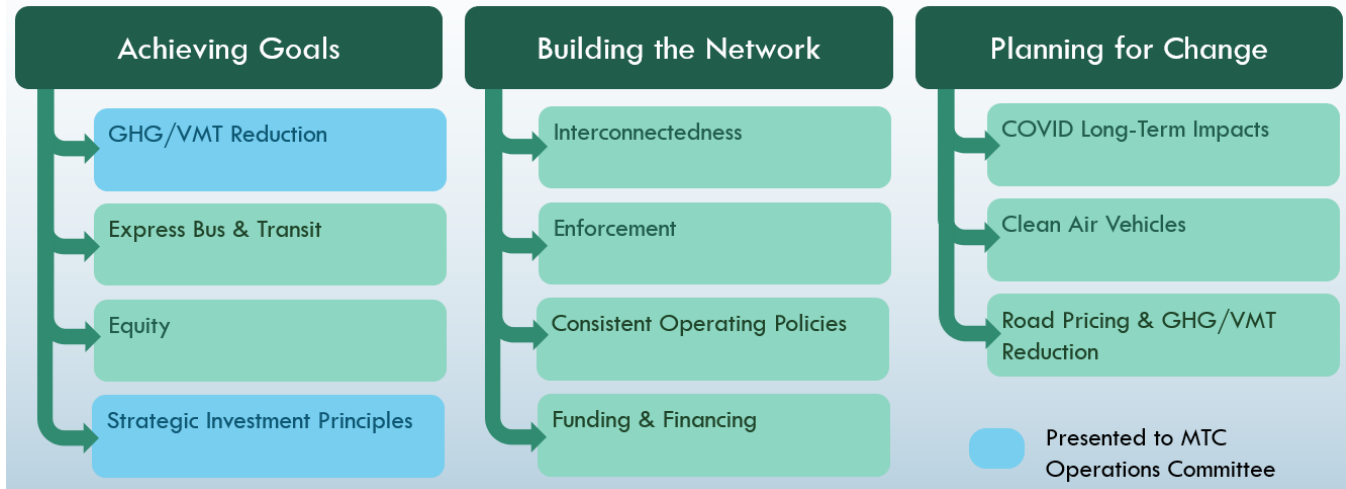 Achieving Goals
GHG/VMT Reduction
Express Bus & Transit
Equity
Strategic Investment Principles
Building the Network
Interconnectedness
Enforcement
Consistent Operating Policies
Funding & Financing
Planning for Change
COVID Long-Term Impacts
Clean Air Vehicles
Road Pricing & GHG/VMT
Reduction
Presented to MTC
Operations Committee